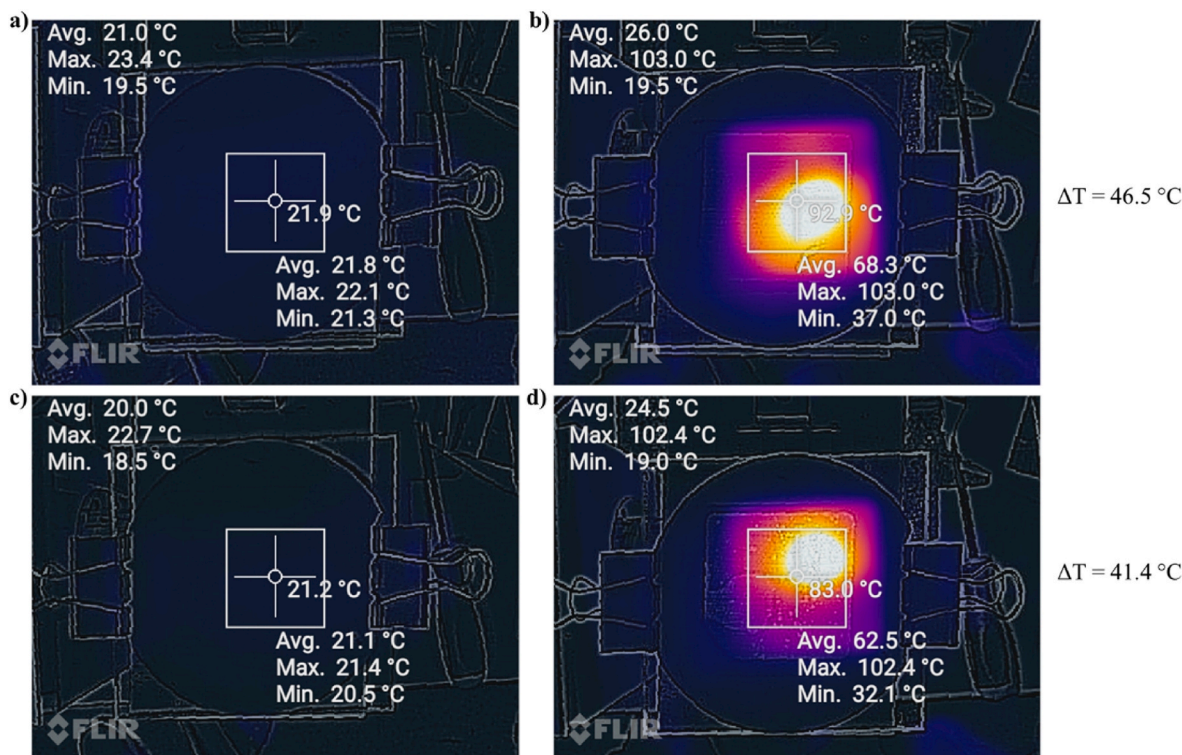 a)
Avg. 21.0 °C
Max. 23.4 °C
Min. 19.5 °C
21.9 °C
Avg. 21.8 °C
Max. 22.1 °C
Min. 21.3 °C
FLIR
b)
Avg. 26.0 °C
Max. 103.0 °C
Min. 19.5 °C
92.9 °C
Avg. 68.3 °C
Max. 103.0 °C
Min. 37.0 °C
FLIR
ΔT = 46.5 °C
c)
Avg. 20.0 °C
Max. 22.7 °C
Min. 18.5 °C
21.2 °C
Avg. 21.1 °C
Max. 21.4 °C
Min. 20.5 °C
FLIR
d)
Avg. 24.5 °C
Max. 102.4 °C
Min. 19.0 °C
83.0 °C
Avg. 62.5 °C
Max. 102.4 °C
Min. 32.1 °C
FLIR
ΔT = 41.4 °C